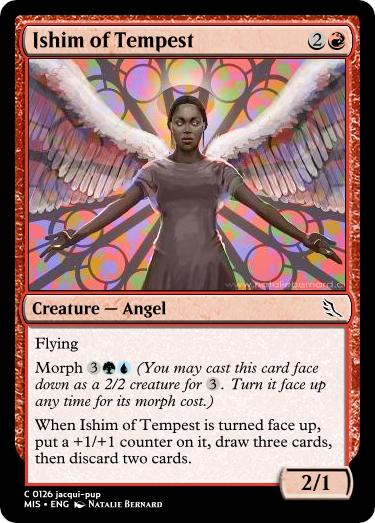 Ishim of Tempest 2
www.nataliebernard.c
Creature — Angel
Flying
Morph 3 (You may cast this card face
down as a 2/2 creature for 3. Turn it face up
any time for its morph cost.)
When Ishim of Tempest is turned face up,
put a +1/+1 counter on it, draw three cards,
then discard two cards.
2/1
C 0126 jacqui-pup
MIS • ENG NATALIE BERNARD